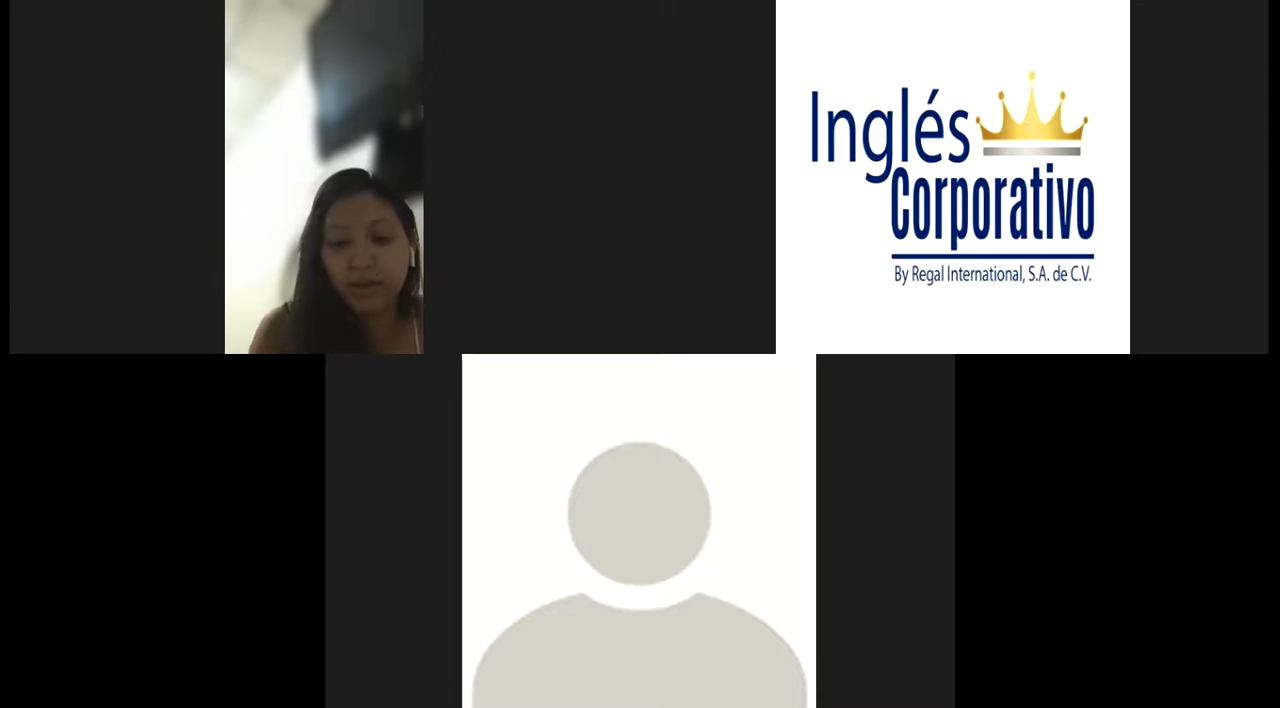 Inglés
Corporativo
By Regal International, S.A. de C.V.